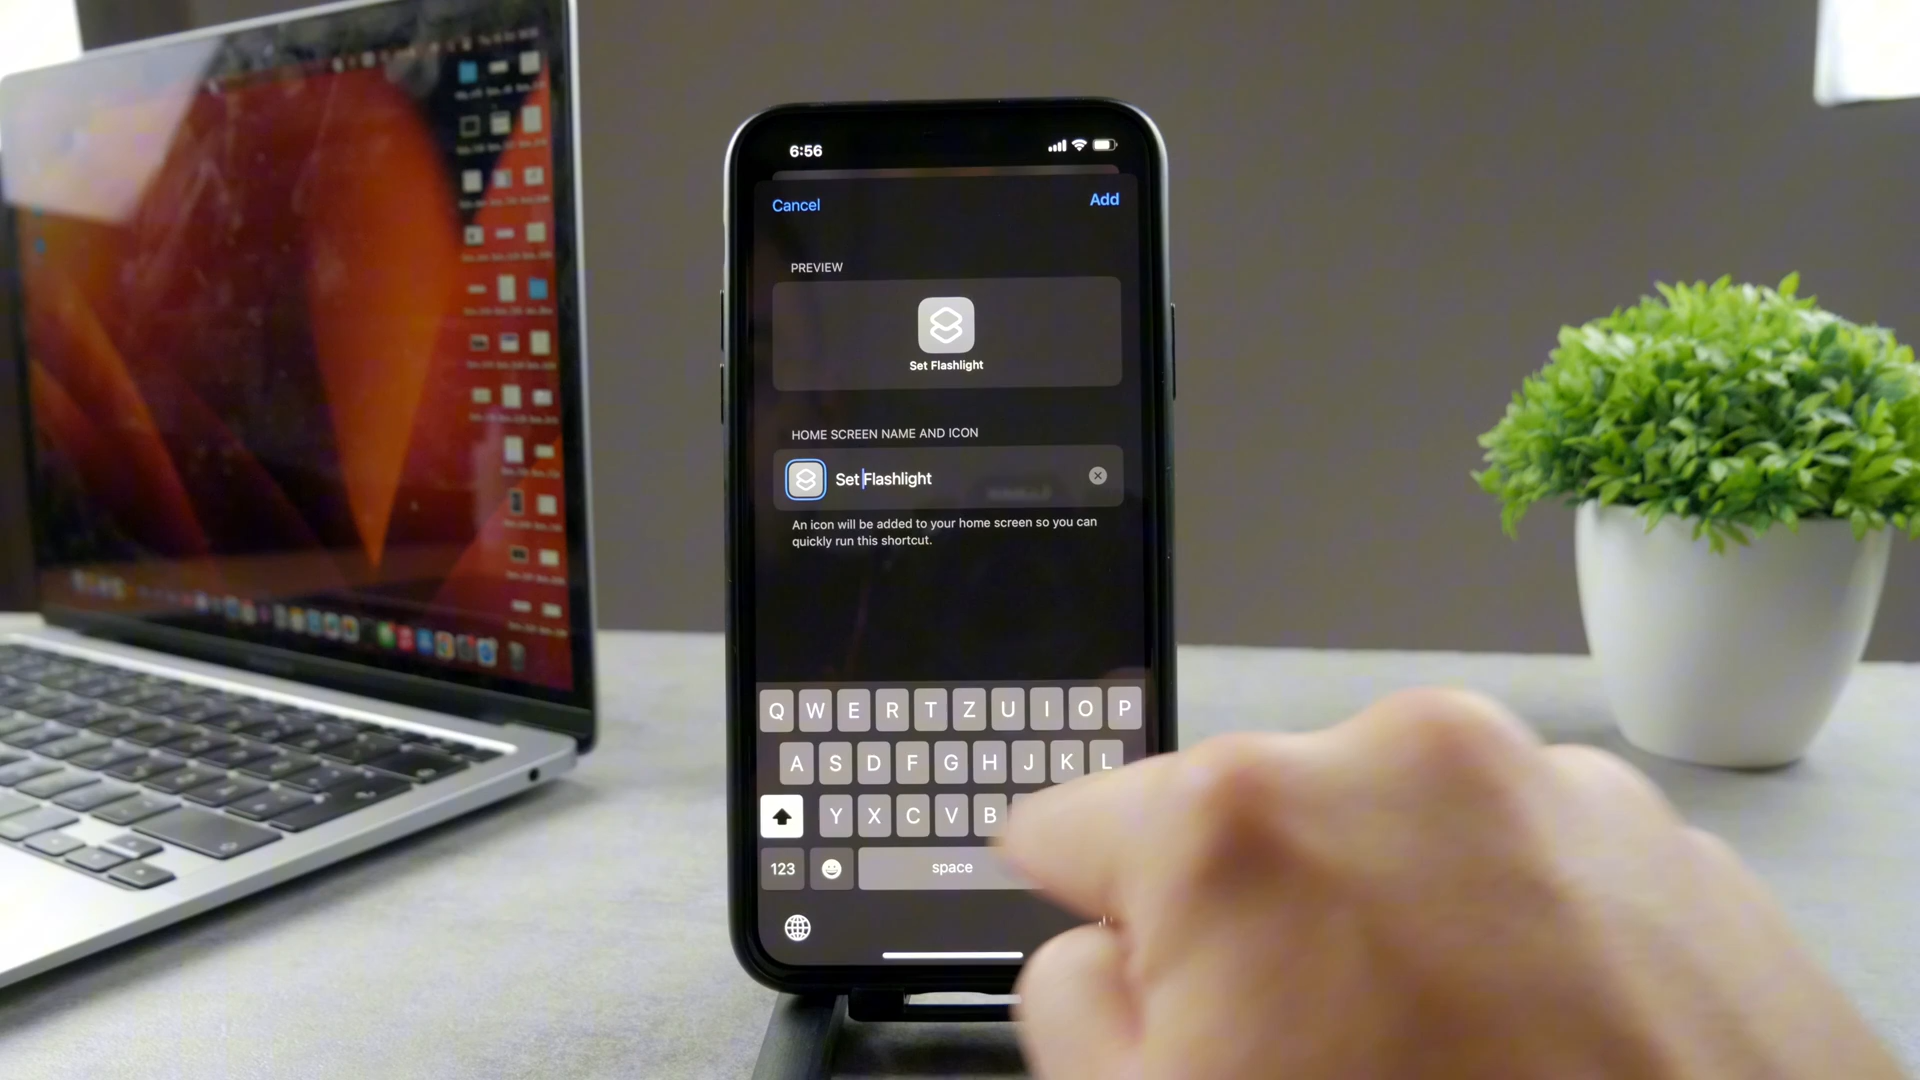 6:56
Cancel
Add
PREVIEW
Set Flashlight
HOME SCREEN NAME AND ICON
Set Flashlight
An icon will be added to your home screen so you can
quickly run this shortcut.
Q W E R T Z U I O P
A S D F G H J K L
Y X C V B
123
space